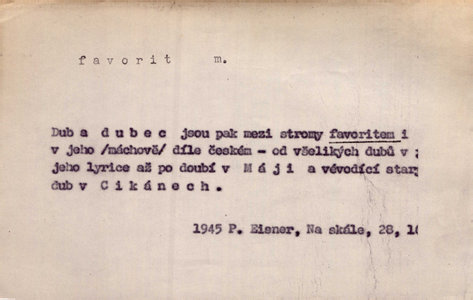 favorit m.
Dub a dubec jsou pak mezi stromy favoritem i
v jeho /máchově/ díle českém - od všelikých dubů v
jeho lyrice až po doubí v Máji a vévodící
dub v Cikánech.
1945 P. Eisner, Na skále, 28,